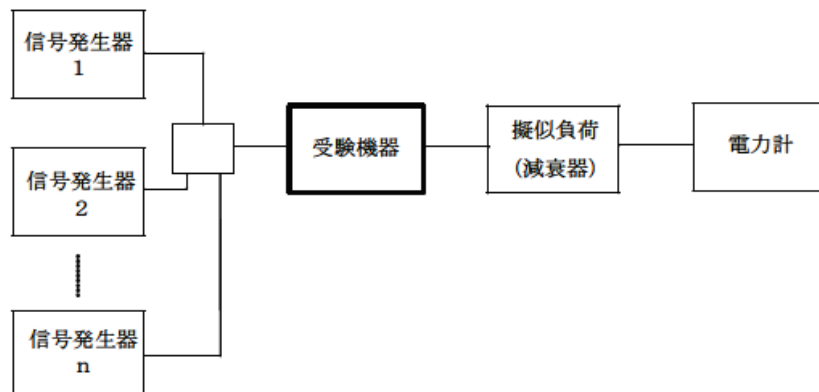 信号発生器
1
信号発生器
2
信号発生器
n
受験機器
擬似負荷
(減衰器)
電力計